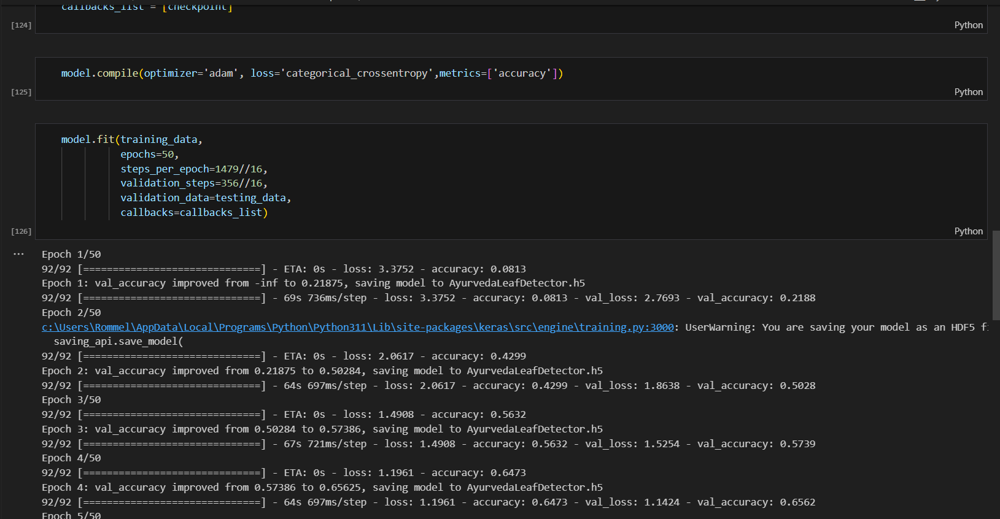 callbacks_list = [checkpoint]
[124]
Python
model.compile(optimizer='adam', loss='categorical_crossentropy',metrics=['accuracy'])
[125]
Python
model.fit(training_data,
epochs=50,
steps_per_epoch=1479//16,
validation_steps=356//16,
validation_data=testing_data,
callbacks=callbacks_list)
[126]
Python
...
Epoch 1/50
92/92 [==============================] - ETA: 0s - loss: 3.3752 - accuracy: 0.0813
Epoch 1: val_accuracy improved from -inf to 0.21875, saving model to AyurvedaLeafDetector.h5
92/92 [==============================] - 69s 736ms/step - loss: 3.3752 - accuracy: 0.0813 - val_loss: 2.7693 - val_accuracy: 0.2188
Epoch 2/50
c:\Users\Rommel\AppData\Local\Programs\Python\Python311\Lib\site-packages\keras\src\engine\training.py:3000: UserWarning: You are saving your model as an HDF5 fi
saving_api.save_model(
92/92 [==============================] - ETA: 0s - loss: 2.0617 - accuracy: 0.4299
Epoch 2: val_accuracy improved from 0.21875 to 0.50284, saving model to AyurvedaLeafDetector.h5
92/92 [==============================] - 64s 697ms/step - loss: 2.0617 - accuracy: 0.4299 - val_loss: 1.8638 - val_accuracy: 0.5028
Epoch 3/50
92/92 [==============================] - ETA: 0s - loss: 1.4908 - accuracy: 0.5632
Epoch 3: val_accuracy improved from 0.50284 to 0.57386, saving model to AyurvedaLeafDetector.h5
92/92 [==============================] - 67s 721ms/step - loss: 1.4908 - accuracy: 0.5632 - val_loss: 1.5254 - val_accuracy: 0.5739
Epoch 4/50
92/92 [==============================] - ETA: 0s - loss: 1.1961 - accuracy: 0.6473
Epoch 4: val_accuracy improved from 0.57386 to 0.65625, saving model to AyurvedaLeafDetector.h5
92/92 [==============================] - 64s 697ms/step - loss: 1.1961 - accuracy: 0.6473 - val_loss: 1.1424 - val_accuracy: 0.6562
Epoch 5/50